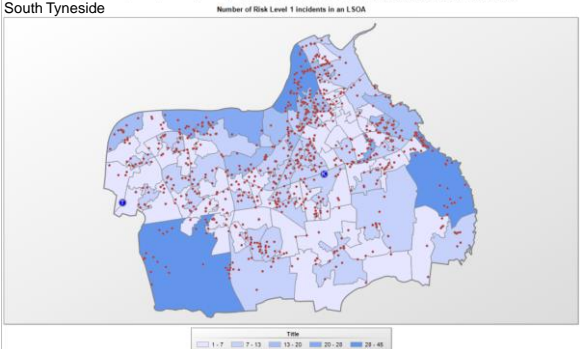 South Tyneside
Number of Risk Level 1 incidents in an LSOA
Title
1 - 7 7 - 13 13 - 20 20 - 28 28 - 46